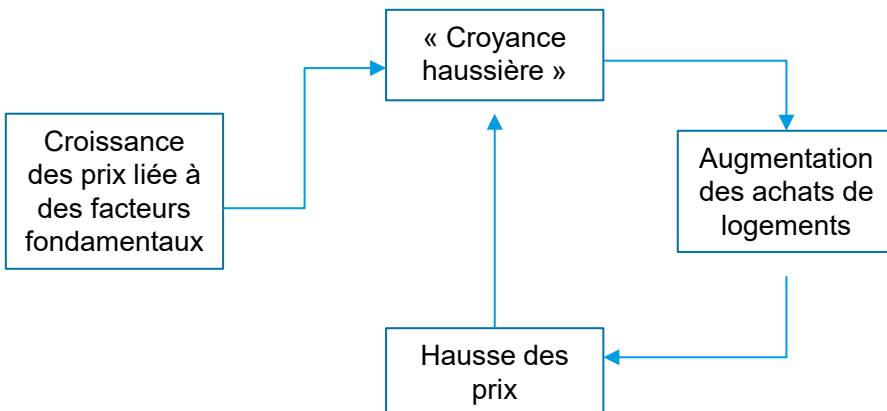 « Croyance
haussière »
Croissance
des prix liée à
des facteurs
fondamentaux
Augmentation
des achats de
logements
Hausse des
prix